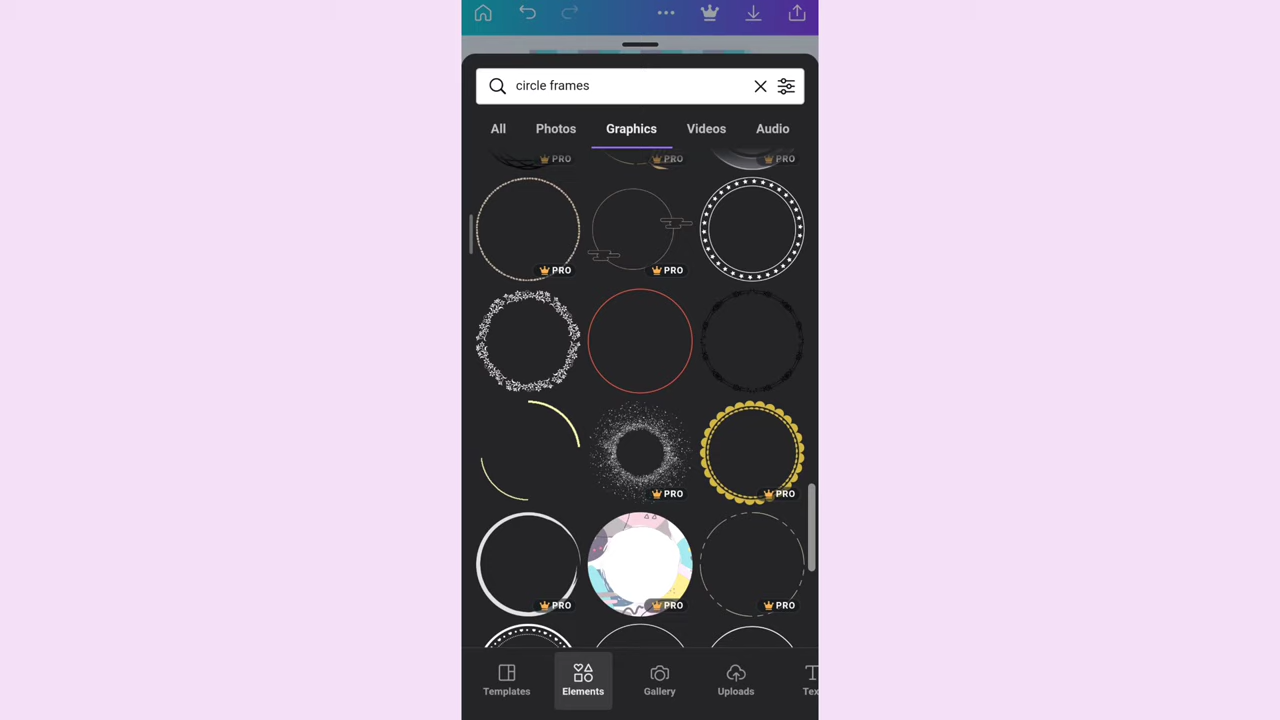 circle frames
All Photos Graphics Videos Audio
PRO PRO PRO
PRO PRO
PRO PRO
PRO PRO PRO
Templates Elements Gallery Uploads Tex